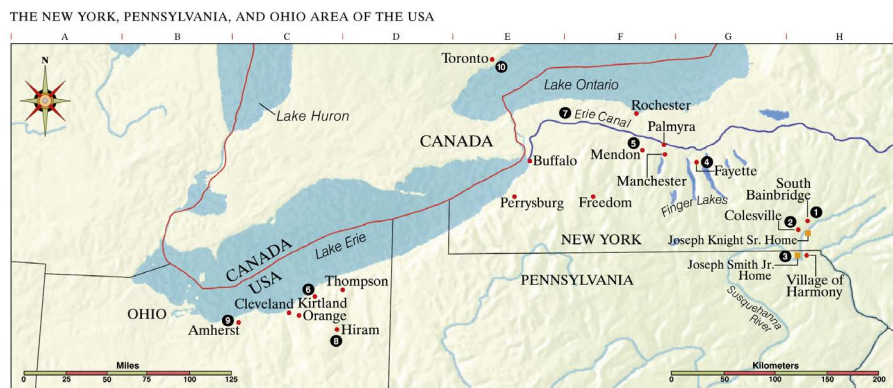 THE NEW YORK, PENNSYLVANIA, AND OHIO AREA OF THE USA
A B C D E F G H
N
Toronto
10
Lake Ontario
Lake Huron
7
Erie Canal
Rochester
CANADA
Palmyra
5
Mendon
Buffalo
Manchester
4
Fayette
Finger Lakes
South
Bainbridge
1
Perrysburg
Freedom
Colesville
2
NEW YORK
Joseph Knight Sr. Home
CANADA
Lake Erie
USA
PENNSYLVANIA
3
Joseph Smith Jr.
Home
Village of
Harmony
Susquehanna
River
Thompson
6
Cleveland Kirtland
OHIO
Orange
9
Amherst
Hiram
8
Miles
0 25 50 75 100 125
Kilometers
0 50 100 150 200